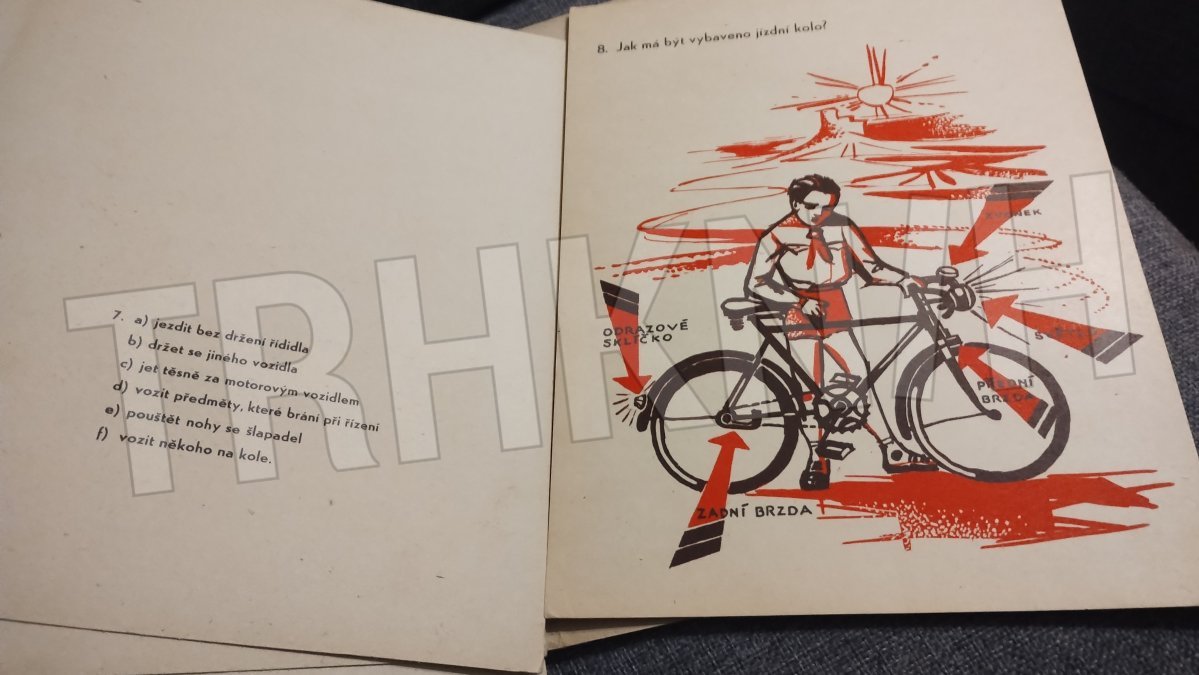 7. a) jezdit bez držení řídidla
b) držet se jiného vozidla
c) jet těsně za motorovým vozidlem
d) vozit předměty, které brání při řízení
e) pouštět nohy se šlapadel
f) vozit někoho na kole.
8. Jak má být vybaveno jízdní kolo?
ZVONEK
ODRAZOVÉ
SKLÍČKO
PŘEDNÍ
BRZDA
ZADNÍ BRZDA
TRHKNIH